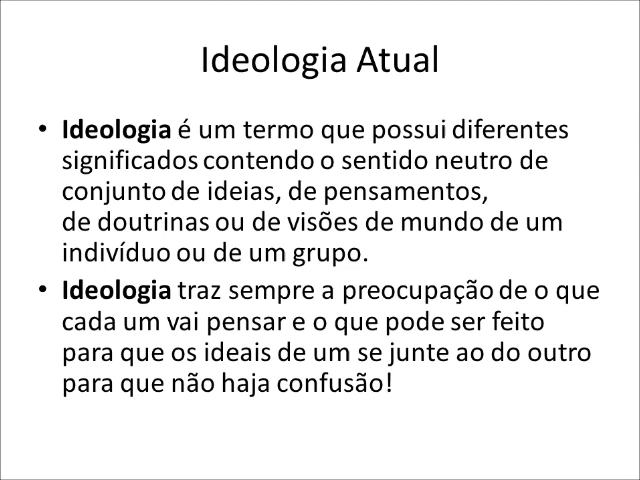 Ideologia Atual
• Ideologia é um termo que possui diferentes
significados contendo o sentido neutro de
conjunto de ideias, de pensamentos,
de doutrinas ou de visões de mundo de um
indivíduo ou de um grupo.
• Ideologia traz sempre a preocupação de o que
cada um vai pensar e o que pode ser feito
para que os ideais de um se junte ao do outro
para que não haja confusão!